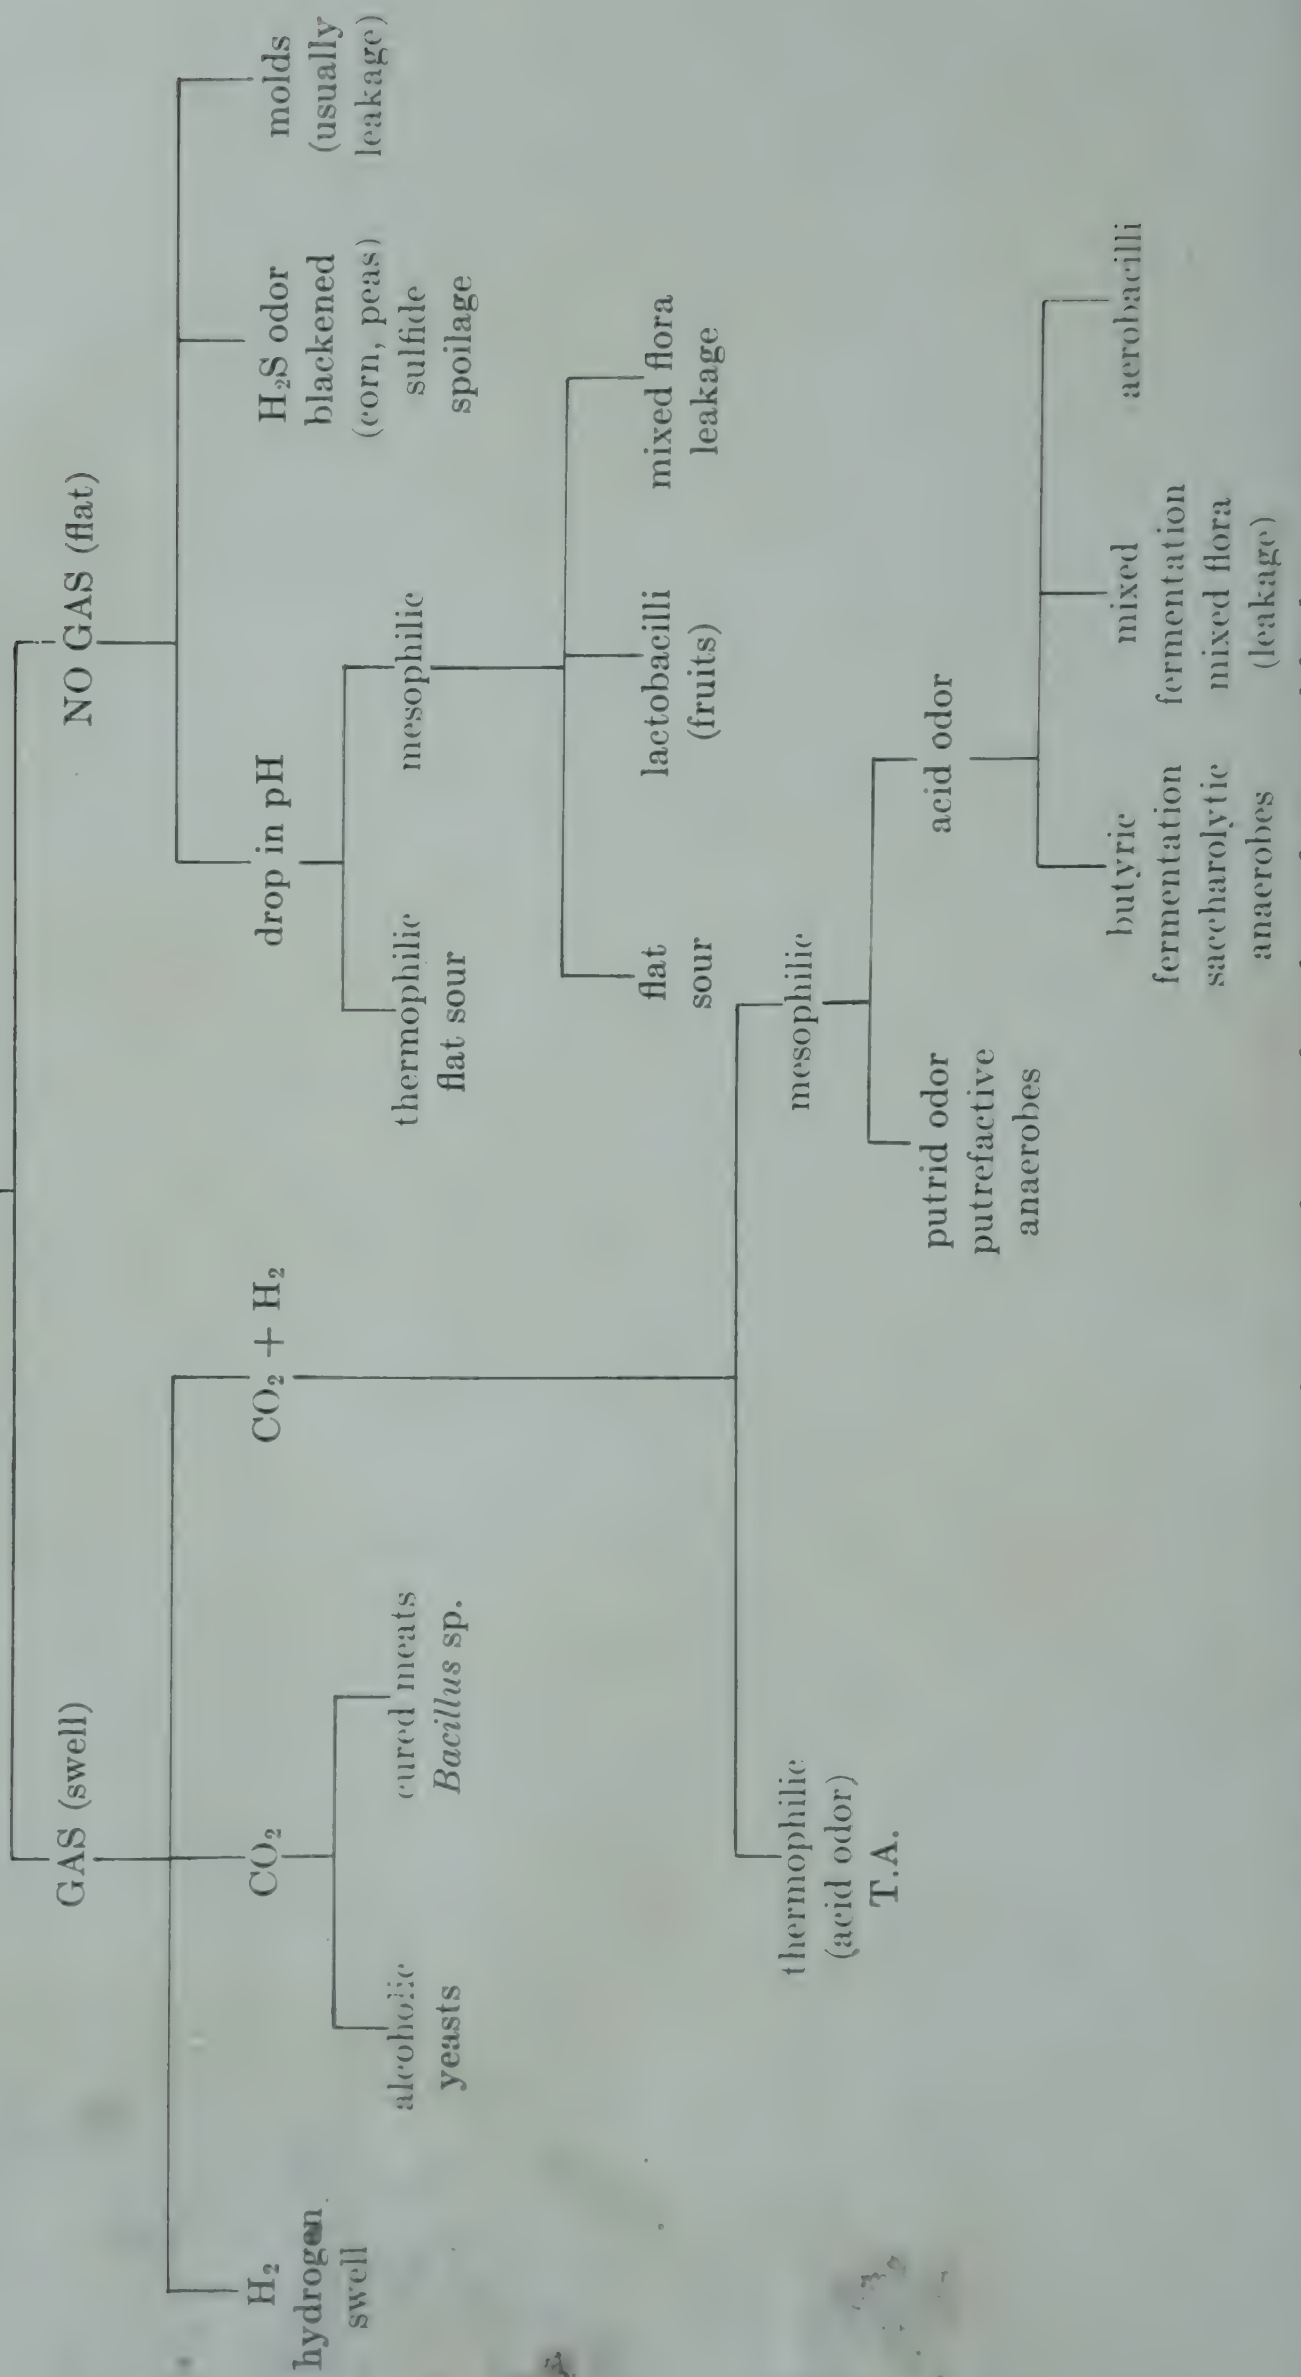 GAS (swell)
NO GAS (flat)
H₂
hydrogen
swell
CO₂
CO₂ + H₂
drop in pH
H₂S odor
blackened
(corn, peas)
sulfide
spoilage
molds
(usually
leakage)
alcoholic
yeasts
cured meats
Bacillus sp.
thermophilic
flat sour
mesophilic
flat
sour
lactobacilli
(fruits)
mixed flora
leakage
thermophilic
(acid odor)
T.A.
mesophilic
putrid odor
putrefactive
anaerobes
acid odor
butyric
fermentation
saccharolytic
anaerobes
mixed
fermentation
mixed flora
(leakage)
aerobacilli